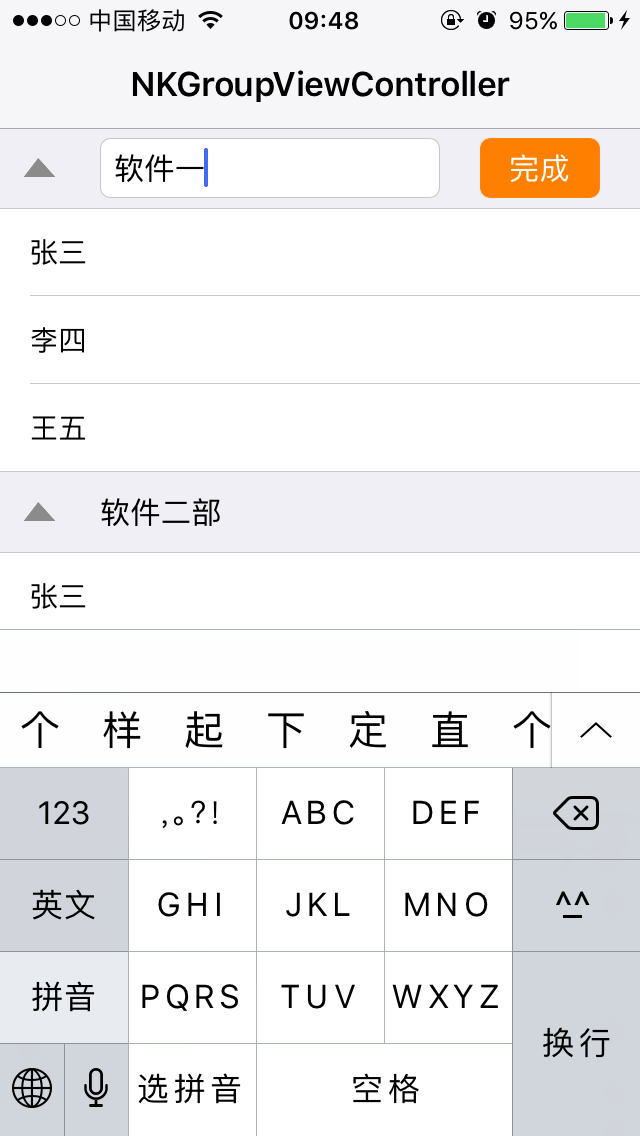 中国移动 09:48 95%
NKGroupViewController
软件一 完成
张三
李四
王五
软件二部
张三
个 样 起 下 定 直 个
123 ,。?! ABC DEF
英文 GHI JKL MNO ^^
拼音 PQRS TUV WXYZ
换行
选拼音 空格